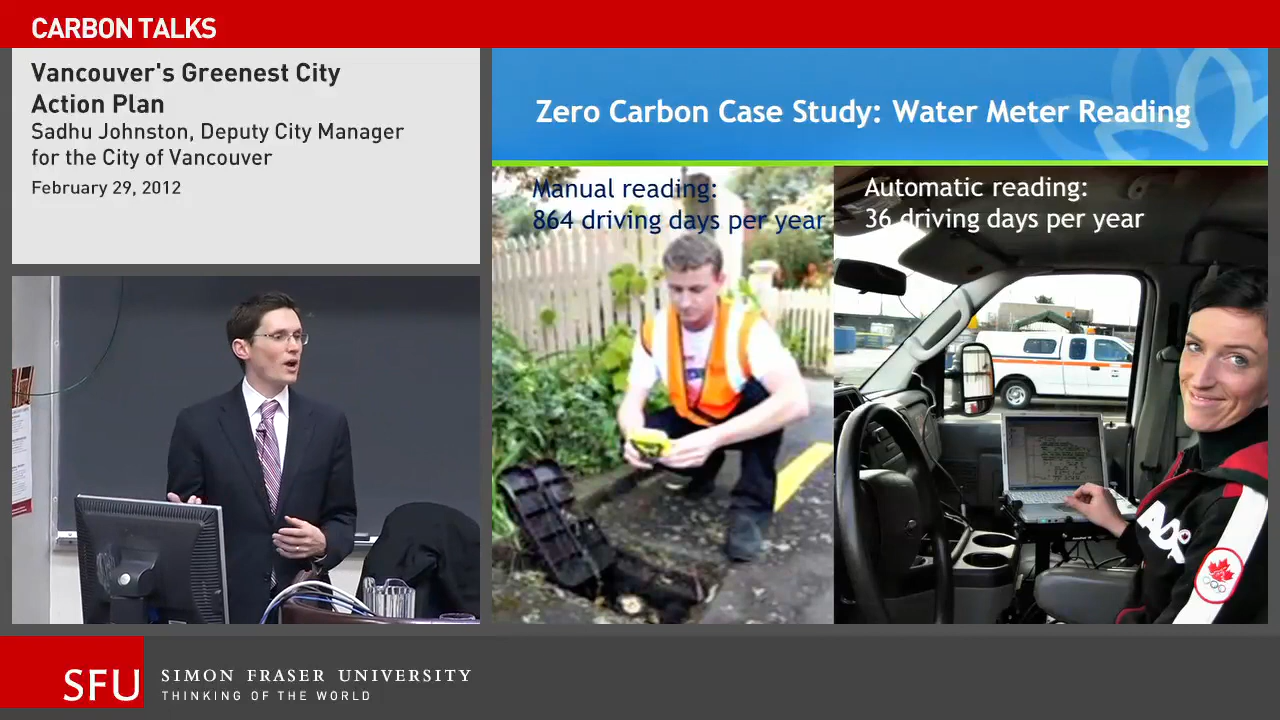 CARBON TALKS
Vancouver's Greenest City
Action Plan
Sadhu Johnston, Deputy City Manager
for the City of Vancouver
February 29, 2012
Zero Carbon Case Study: Water Meter Reading
Manual reading:
864 driving days per year
Automatic reading:
36 driving days per year
SFU
SIMON FRASER UNIVERSITY
THINKING OF THE WORLD